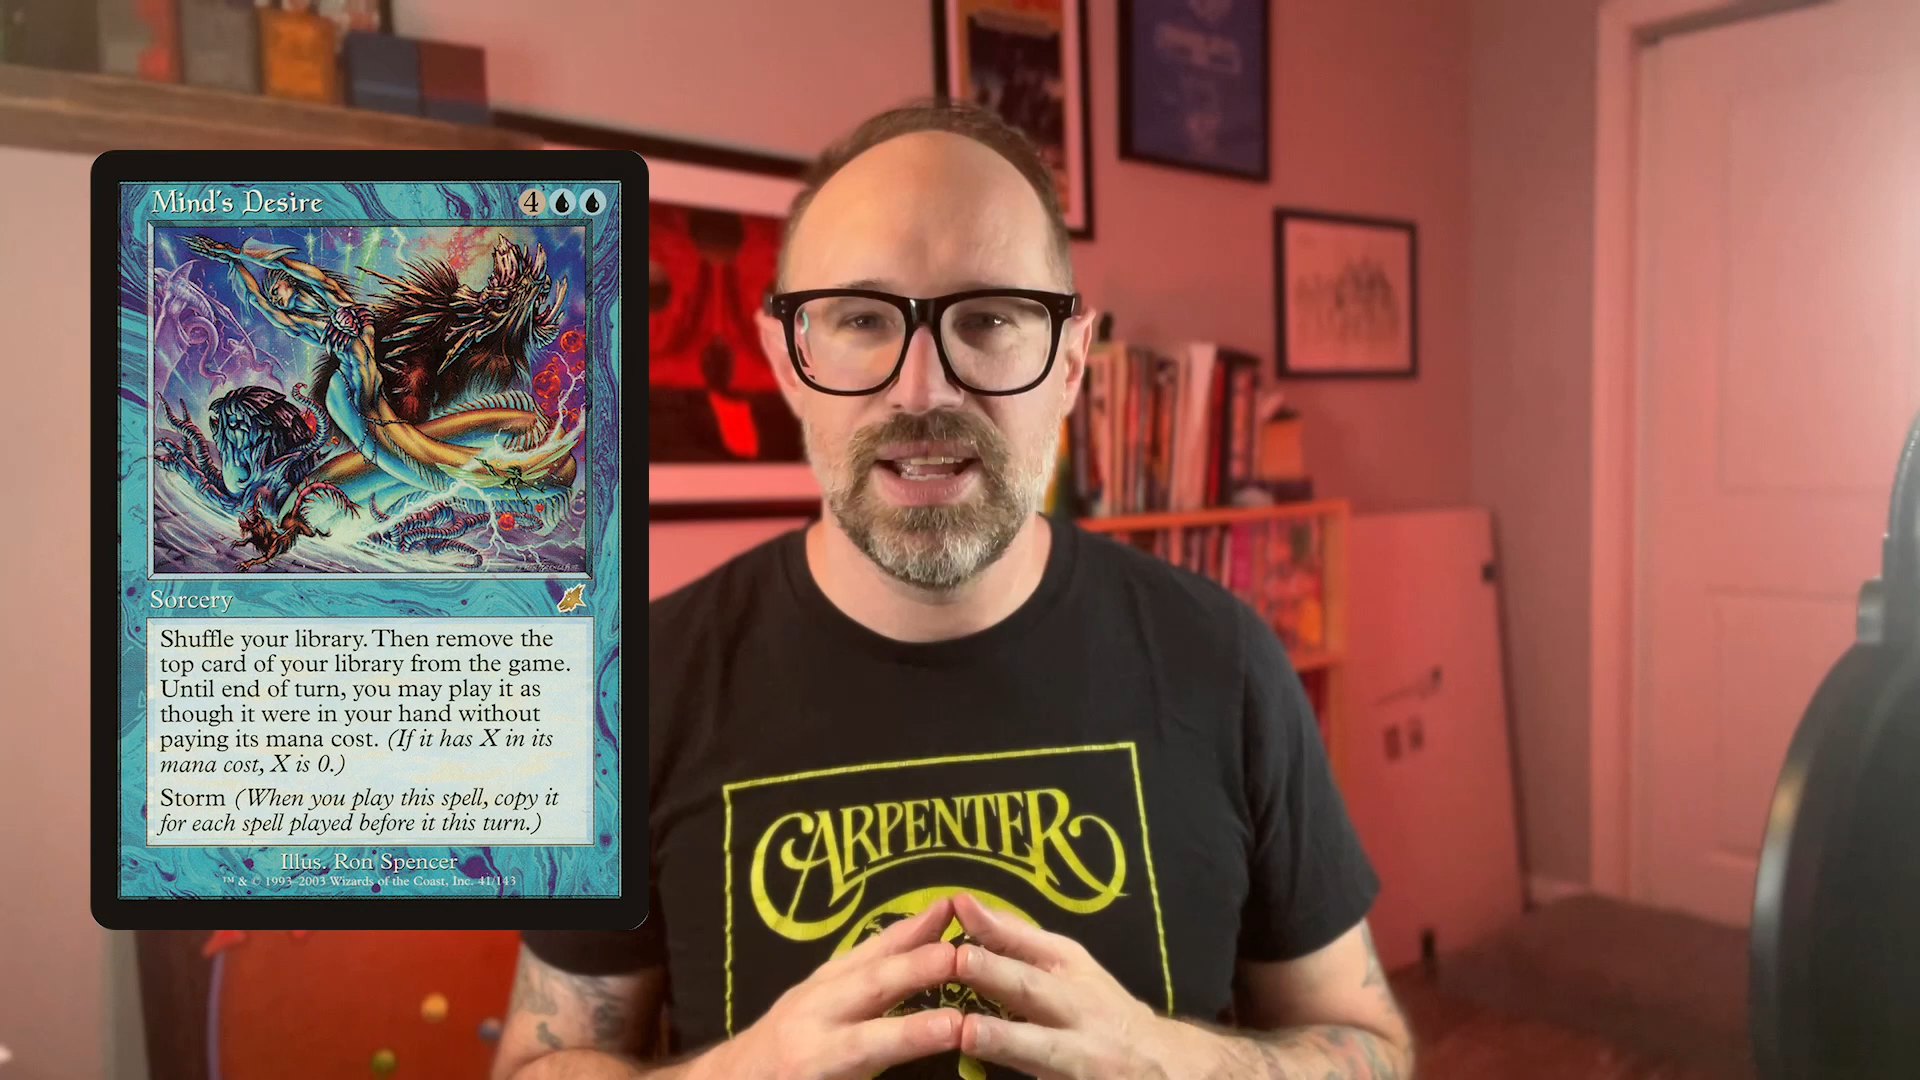 Mind's Desire
4
Sorcery
Shuffle your library. Then remove the
top card of your library from the game.
Until end of turn, you may play it as
though it were in your hand without
paying its mana cost. (If it has X in its
mana cost, X is 0.)
Storm (When you play this spell, copy it
for each spell played before it this turn.)
Illus. Ron Spencer
™ & © 1993–2003 Wizards of the Coast, Inc. 41/143
CARPENTER